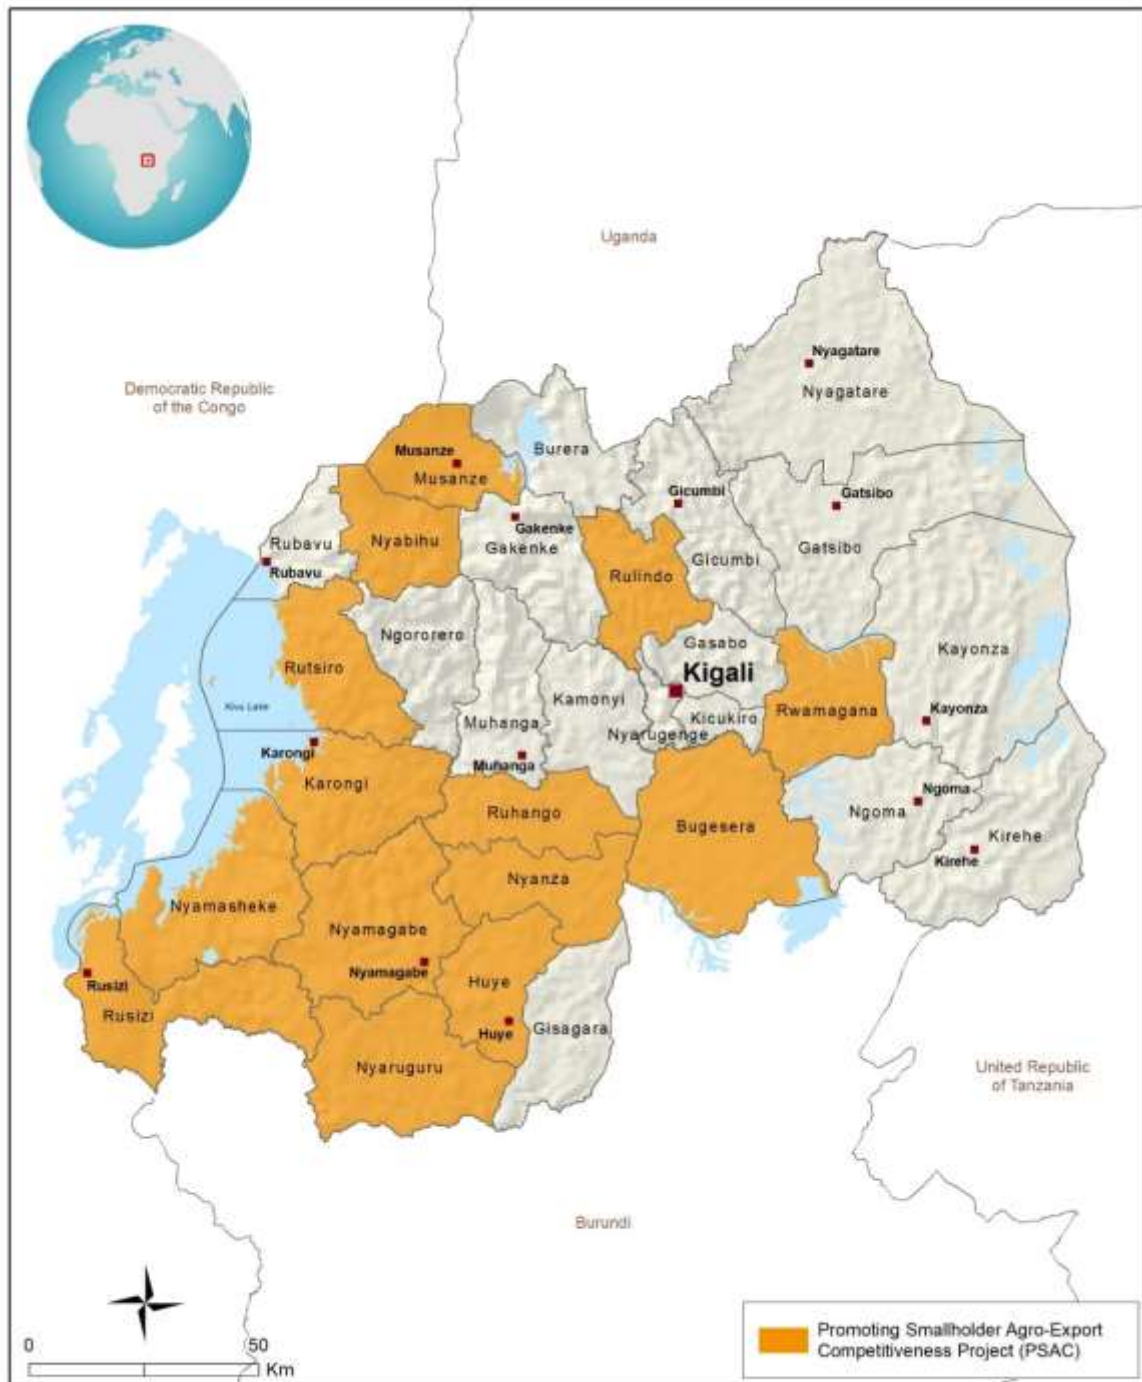 Uganda
Democratic Republic
of the Congo
Nyagatare
Nyagatare
Burera
Musanze
Musanze
Gicumbi
Gatsibo
Gakenke
Gakenke
Rubavu
Rubavu
Nyabihu
Rulindo
Gicumbi
Gatsibo
Ngororero
Gasabo
Kigali
Kayonza
Rutsiro
Kivu Lake
Muhanga
Kamonyi
Kicukiro
Nyarugenge
Rwamagana
Kayonza
Karongi
Muhanga
Karongi
Ngoma
Ruhango
Bugesera
Ngoma
Kirehe
Kirehe
Nyanza
Nyamasheke
Nyamagabe
Nyamagabe
Huye
Rusizi
Rusizi
Huye
Gisagara
Nyaruguru
United Republic
of Tanzania
Burundi
0 50
Km
Promoting Smallholder Agro-Export
Competitiveness Project (PSAC)